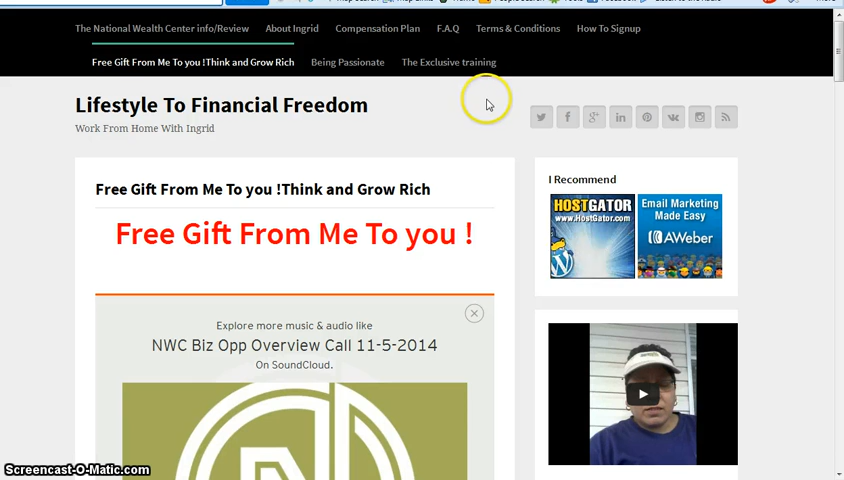 The National Wealth Center info/Review About Ingrid Compensation Plan F.A.Q Terms & Conditions How To Signup
Free Gift From Me To you !Think and Grow Rich Being Passionate The Exclusive training
Lifestyle To Financial Freedom
Work From Home With Ingrid
Free Gift From Me To you !Think and Grow Rich
Free Gift From Me To you !
Explore more music & audio like
NWC Biz Opp Overview Call 11-5-2014
On SoundCloud.
I Recommend
HOSTGATOR
www.HostGator.com
Email Marketing
Made Easy
AWeber
Screencast-O-Matic.com